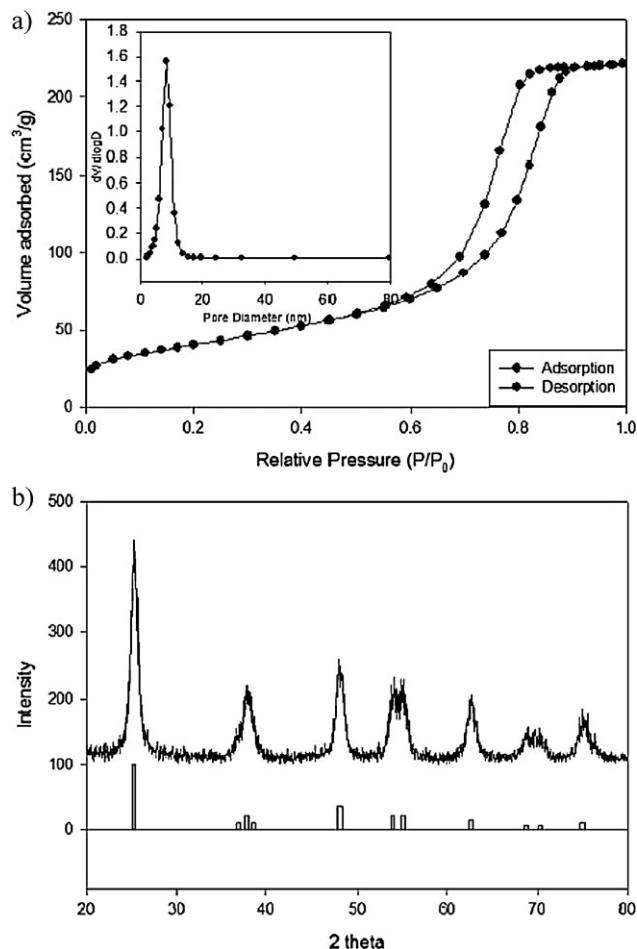 a)
250
200
150
100
50
0
Volume adsorbed (cm³/g)
1.8
1.6
1.4
1.2
1.0
0.8
0.6
0.4
0.2
0.0
dV/dlogD
0 20 40 60 80
Pore Diameter (nm)
Adsorption
Desorption
0.0 0.2 0.4 0.6 0.8 1.0
Relative Pressure (P/P₀)
b)
500
400
300
200
100
0
Intensity
20 30 40 50 60 70 80
2 theta